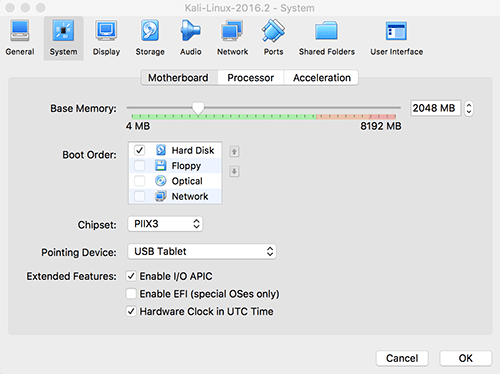 Kali-Linux-2016.2 - System
General System Display Storage Audio Network Ports Shared Folders User Interface
Motherboard Processor Acceleration
Base Memory: 2048 MB
4 MB 8192 MB
Boot Order: Hard Disk
Floppy
Optical
Network
Chipset: PIIX3
Pointing Device: USB Tablet
Extended Features: Enable I/O APIC
Enable EFI (special OSes only)
Hardware Clock in UTC Time
Cancel OK